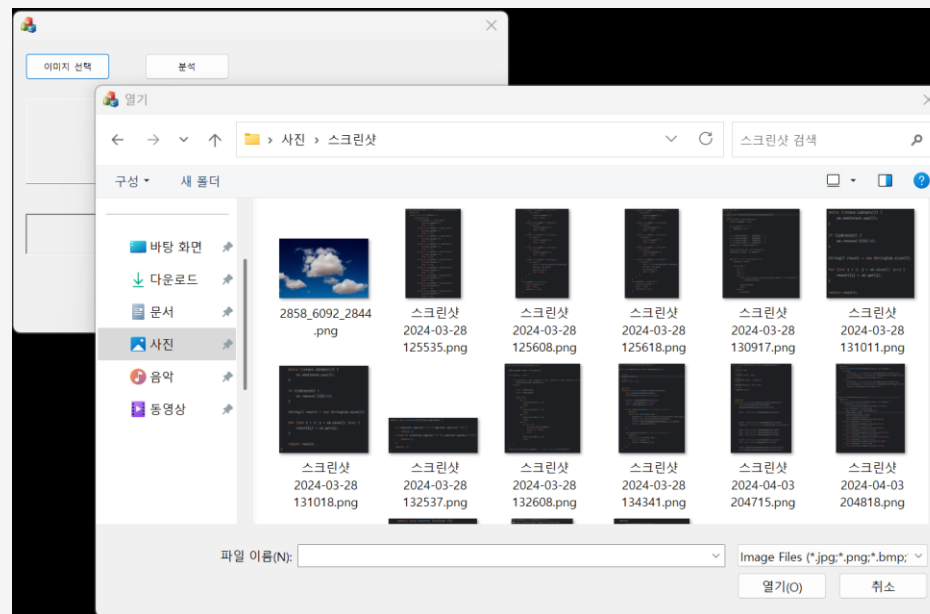 이미지 선택
분석
열기
사진 › 스크린샷
스크린샷 검색
구성
새 폴더
바탕 화면
다운로드
문서
사진
음악
동영상
2858_6092_2844
.png
스크린샷
2024-03-28
125535.png
스크린샷
2024-03-28
125608.png
스크린샷
2024-03-28
125618.png
스크린샷
2024-03-28
130917.png
스크린샷
2024-03-28
131011.png
스크린샷
2024-03-28
131018.png
스크린샷
2024-03-28
132537.png
스크린샷
2024-03-28
132608.png
스크린샷
2024-03-28
134341.png
스크린샷
2024-04-03
204715.png
스크린샷
2024-04-03
204818.png
파일 이름(N):
Image Files (*.jpg;*.png;*.bmp;
열기(O)
취소